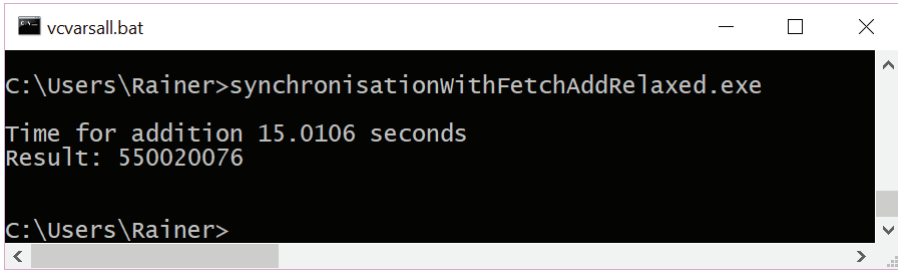 vcvarsall.bat
C:\Users\Rainer>synchronisationWithFetchAddRelaxed.exe
Time for addition 15.0106 seconds
Result: 550020076
C:\Users\Rainer>